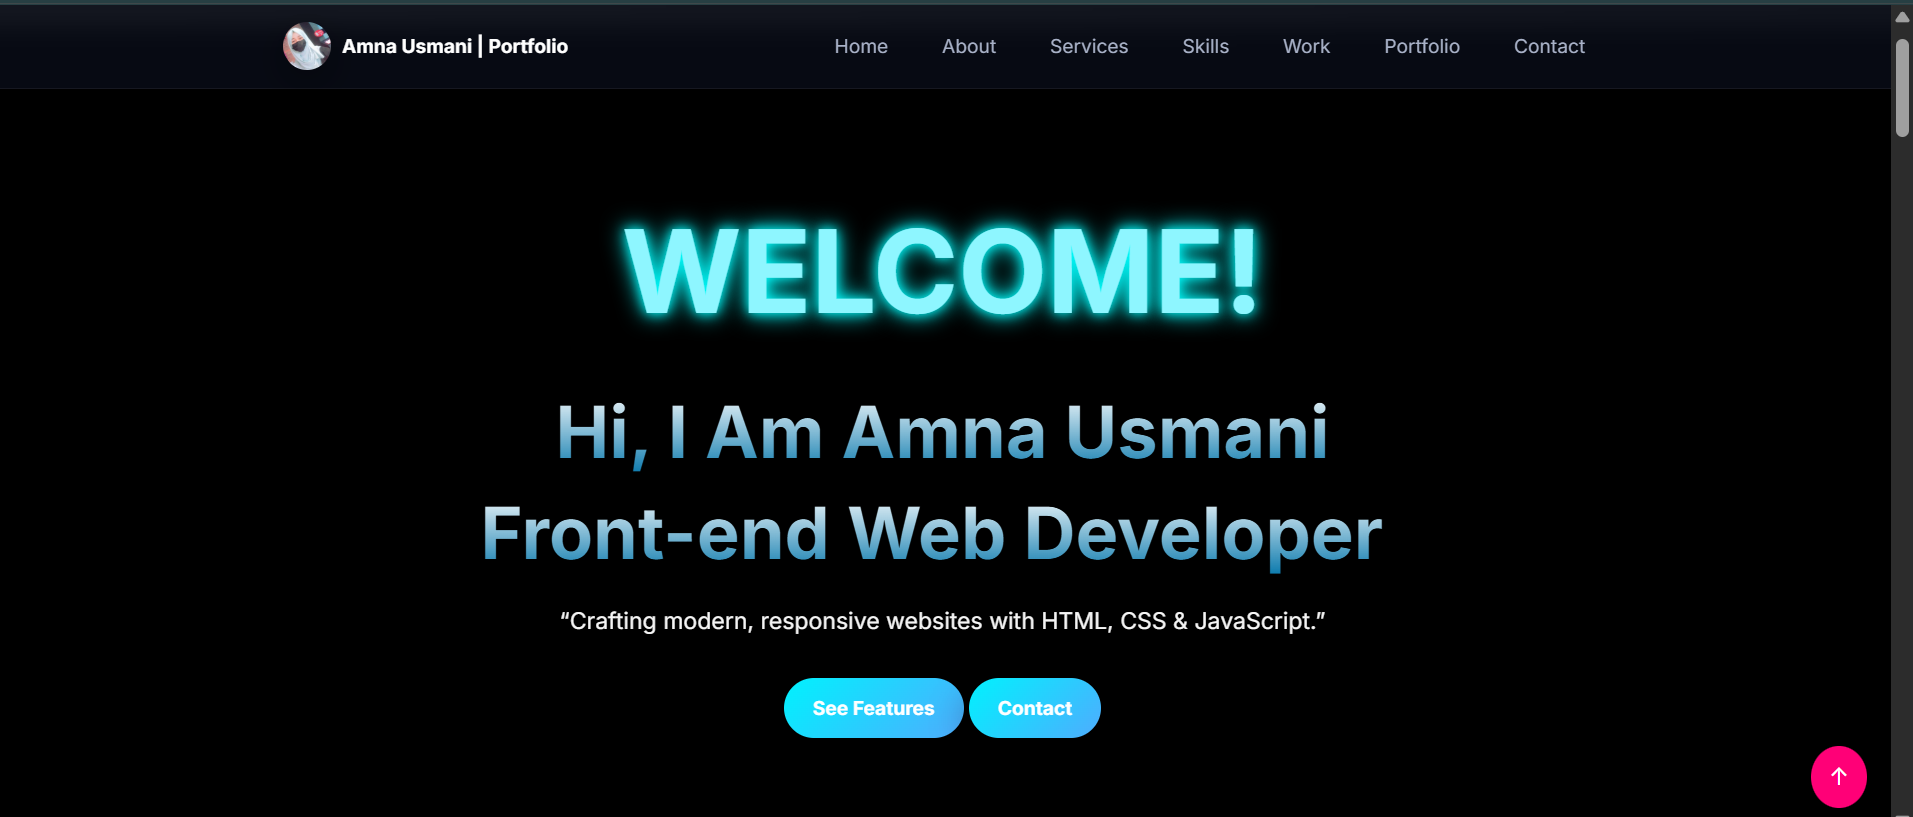 Amna Usmani | Portfolio
Home About Services Skills Work Portfolio Contact
WELCOME!
Hi, I Am Amna Usmani
Front-end Web Developer
“Crafting modern, responsive websites with HTML, CSS & JavaScript.”
See Features Contact